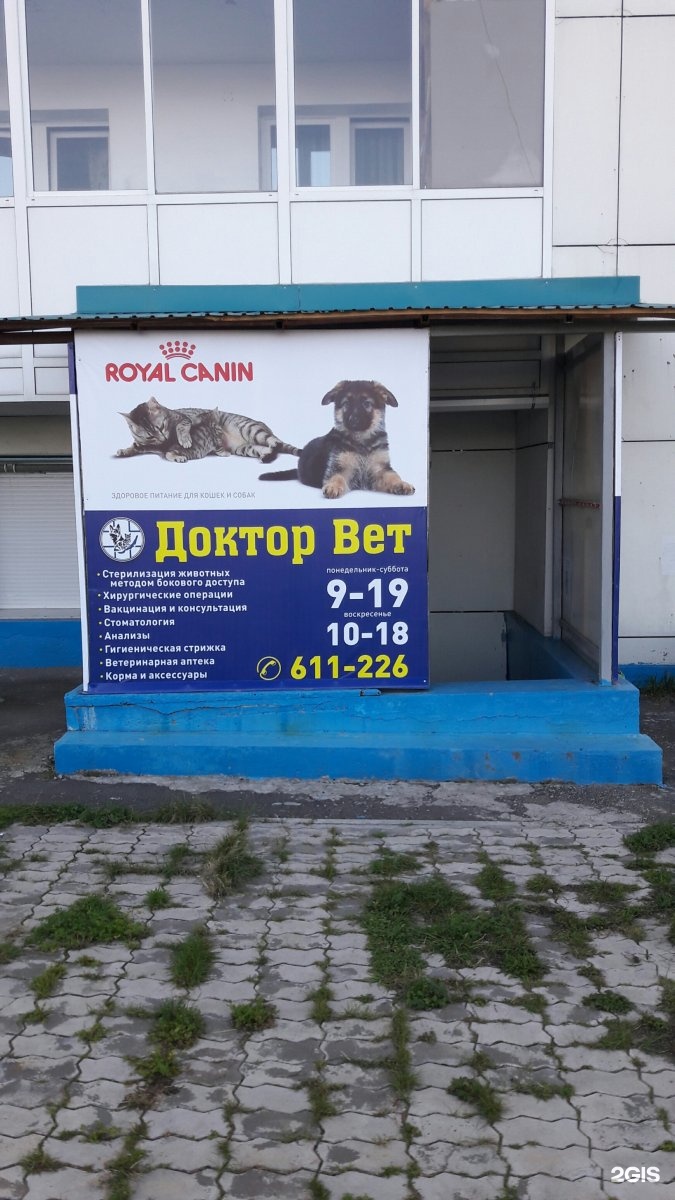 ROYAL CANIN
ЗДОРОВОЕ ПИТАНИЕ ДЛЯ КОШЕК И СОБАК
Доктор Вет
• Стерилизация животных
методом бокового доступа
• Хирургические операции
• Вакцинация и консультация
• Стоматология
• Анализы
• Гигиеническая стрижка
• Ветеринарная аптека
• Корма и аксессуары
понедельник-суббота
9-19
воскресенье
10-18
611-226
2GIS